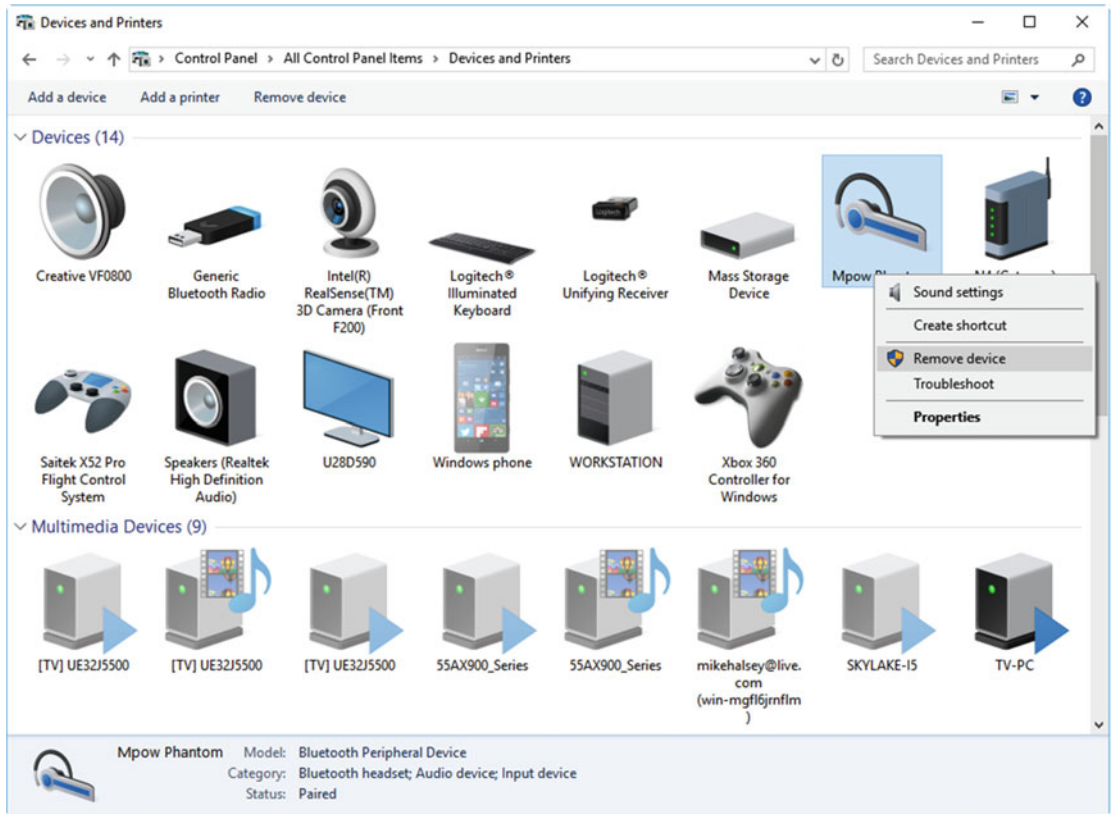 Devices and Printers
Control Panel > All Control Panel Items > Devices and Printers
Search Devices and Printers
Add a device Add a printer Remove device
Devices (14)
Creative VF0800
Generic
Bluetooth Radio
Intel(R)
RealSense(TM)
3D Camera (Front
F200)
Logitech®
Illuminated
Keyboard
Logitech®
Unifying Receiver
Mass Storage
Device
Mpow
Sound settings
Create shortcut
Remove device
Troubleshoot
Properties
Saitek X52 Pro
Flight Control
System
Speakers (Realtek
High Definition
Audio)
U28D590
Windows phone
WORKSTATION
Xbox 360
Controller for
Windows
Multimedia Devices (9)
[TV] UE32J5500
[TV] UE32J5500
[TV] UE32J5500
55AX900_Series
55AX900_Series
mikehalsey@live.
com
(win-mgfl6jrnflm
)
SKYLAKE-I5
TV-PC
Mpow Phantom Model: Bluetooth Peripheral Device
Category: Bluetooth headset; Audio device; Input device
Status: Paired